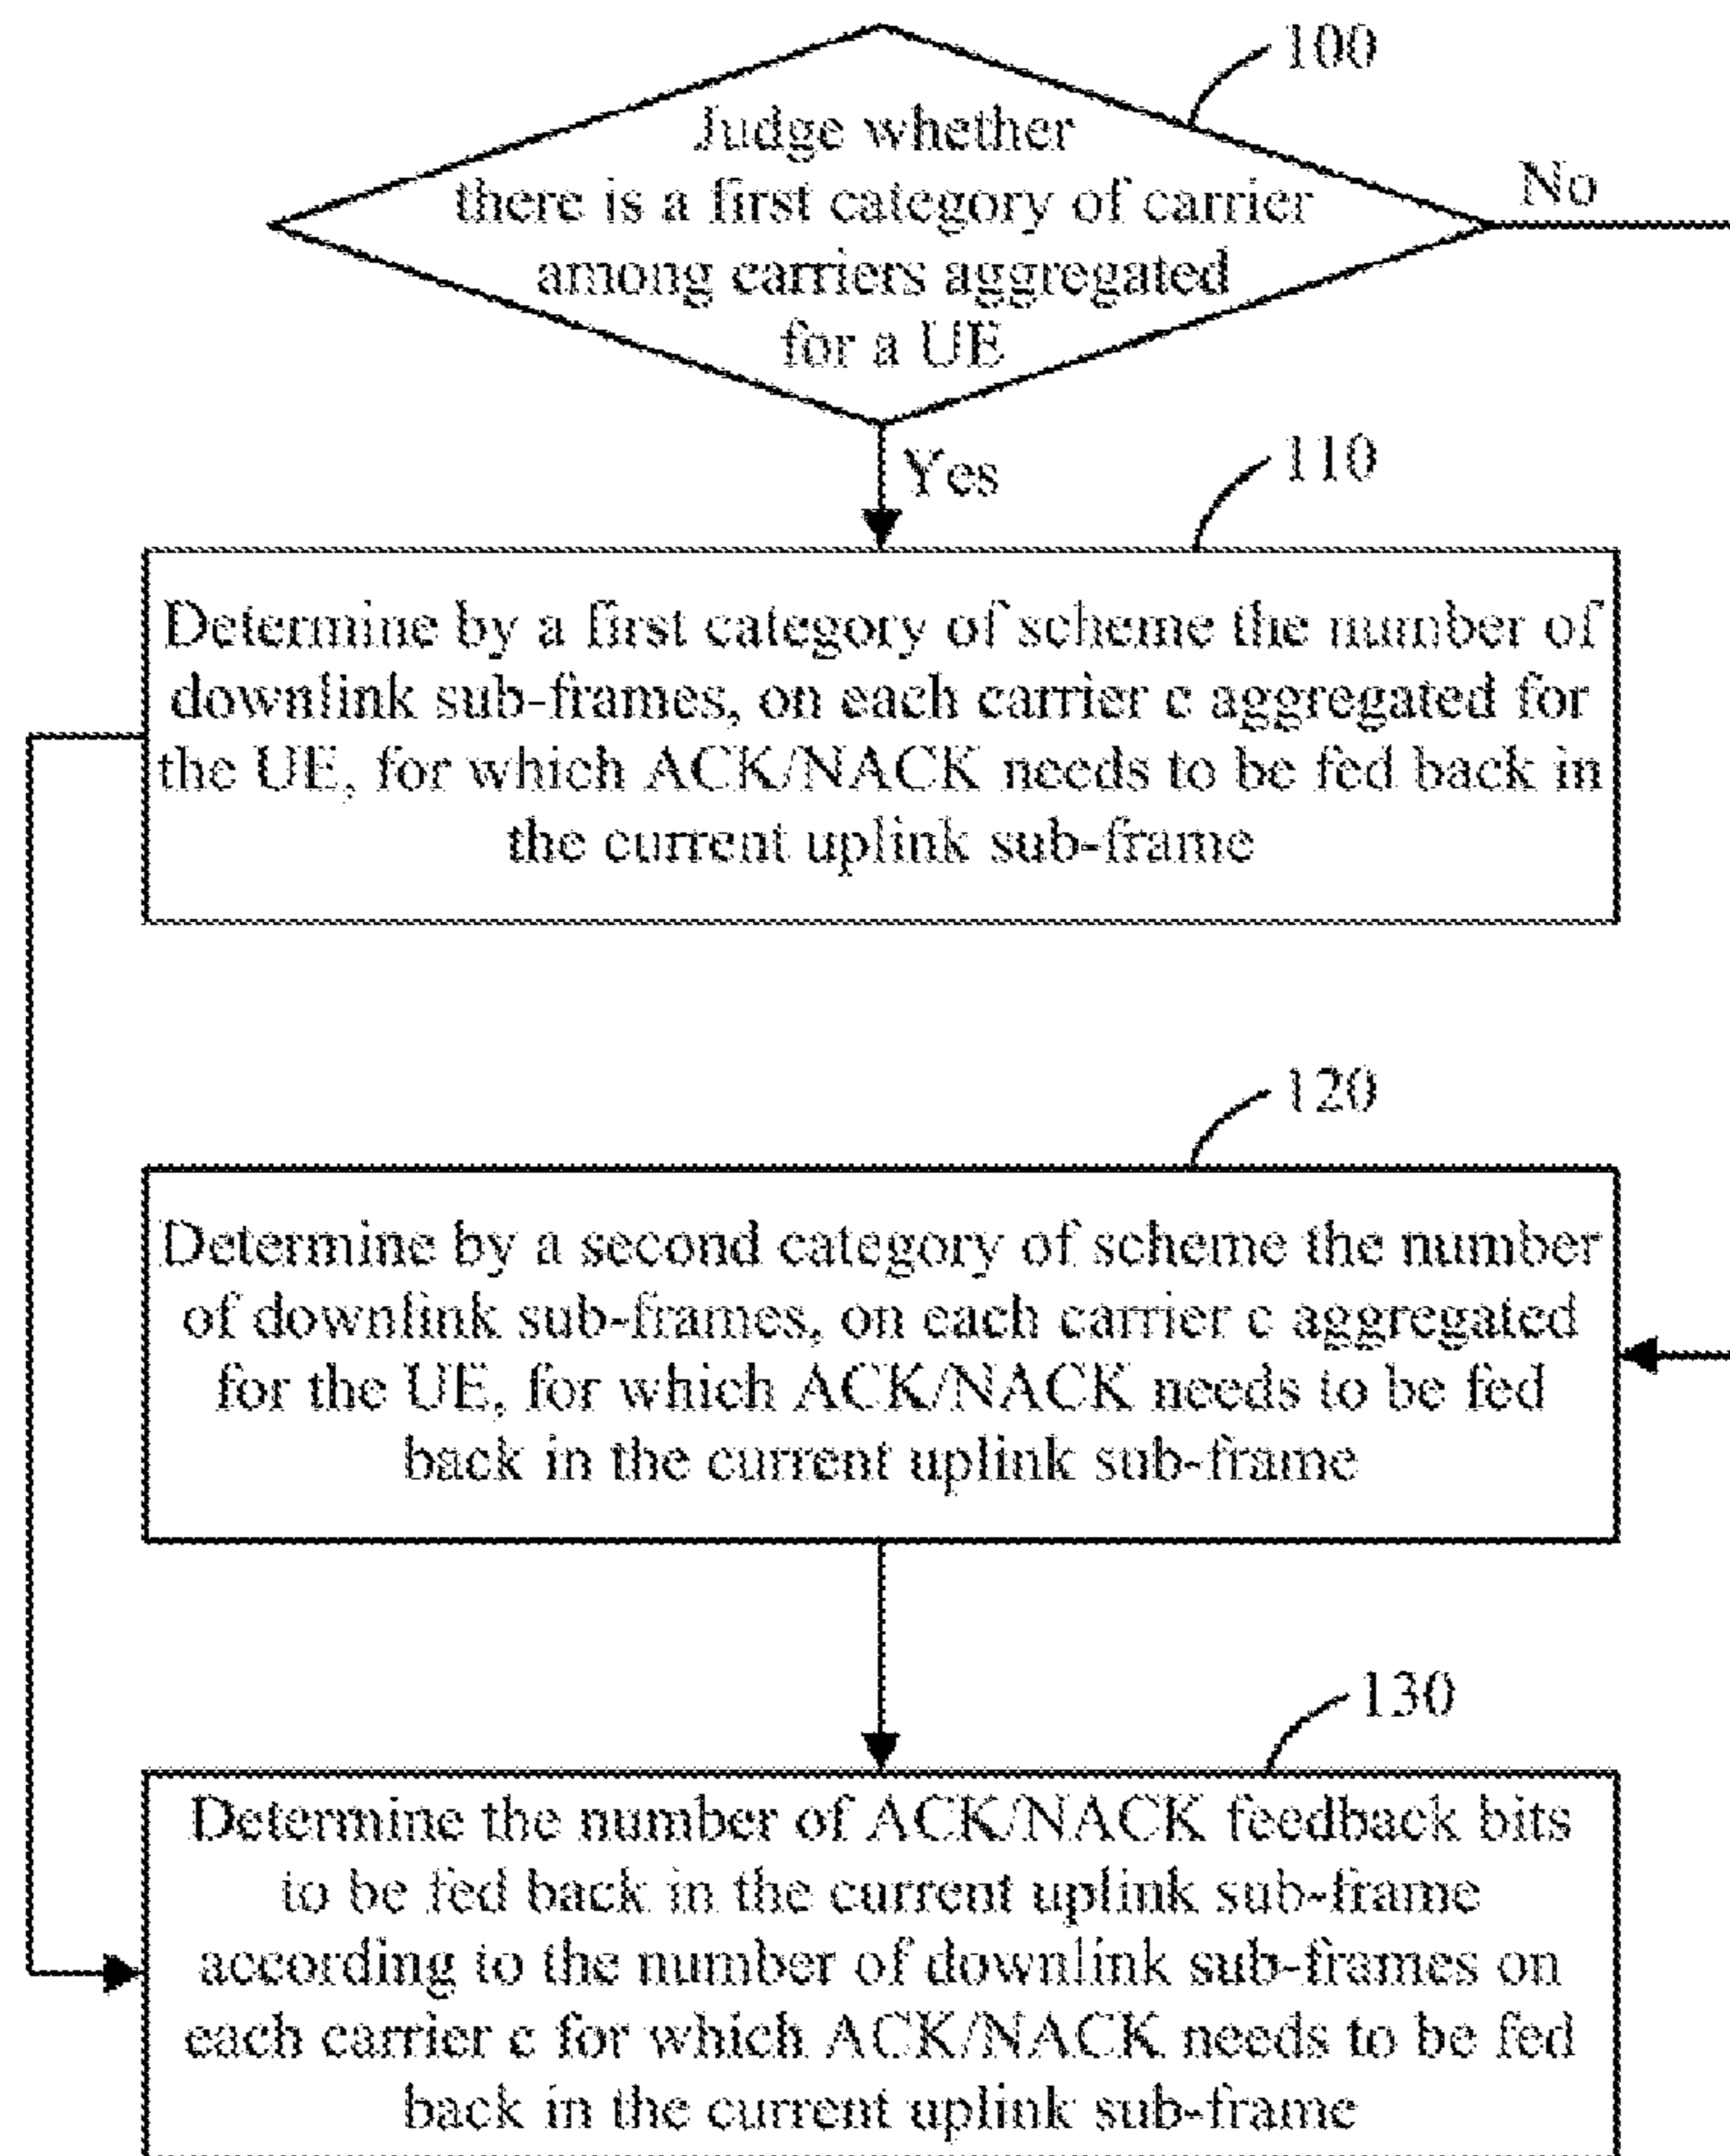 100
Judge whether
there is a first category of carrier
among carriers aggregated
for a UE
No
Yes
110
Determine by a first category of scheme the number of
downlink sub-frames, on each carrier c aggregated for
the UE, for which ACK/NACK needs to be fed back in
the current uplink sub-frame
120
Determine by a second category of scheme the number
of downlink sub-frames, on each carrier c aggregated
for the UE, for which ACK/NACK needs to be fed
back in the current uplink sub-frame
130
Determine the number of ACK/NACK feedback bits
to be fed back in the current uplink sub-frame
according to the number of downlink sub-frames on
each carrier c for which ACK/NACK needs to be fed
back in the current uplink sub-frame